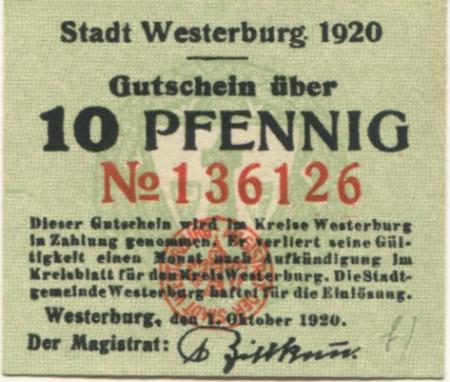 Stadt Westerburg. 1920
Gutschein über
10 PFENNIG
No 136126
Dieser Gutschein wird im Kreise Westerburg
in Zahlung genommen. Er verliert seine Gül-
tigkeit einen Monat nach Aufkündigung im
Kreisblatt für den Kreis Westerburg. Die Stadt-
gemeinde Westerburg haftet für die Einlösung.
Westerburg, den 1. Oktober 1920.
Der Magistrat: